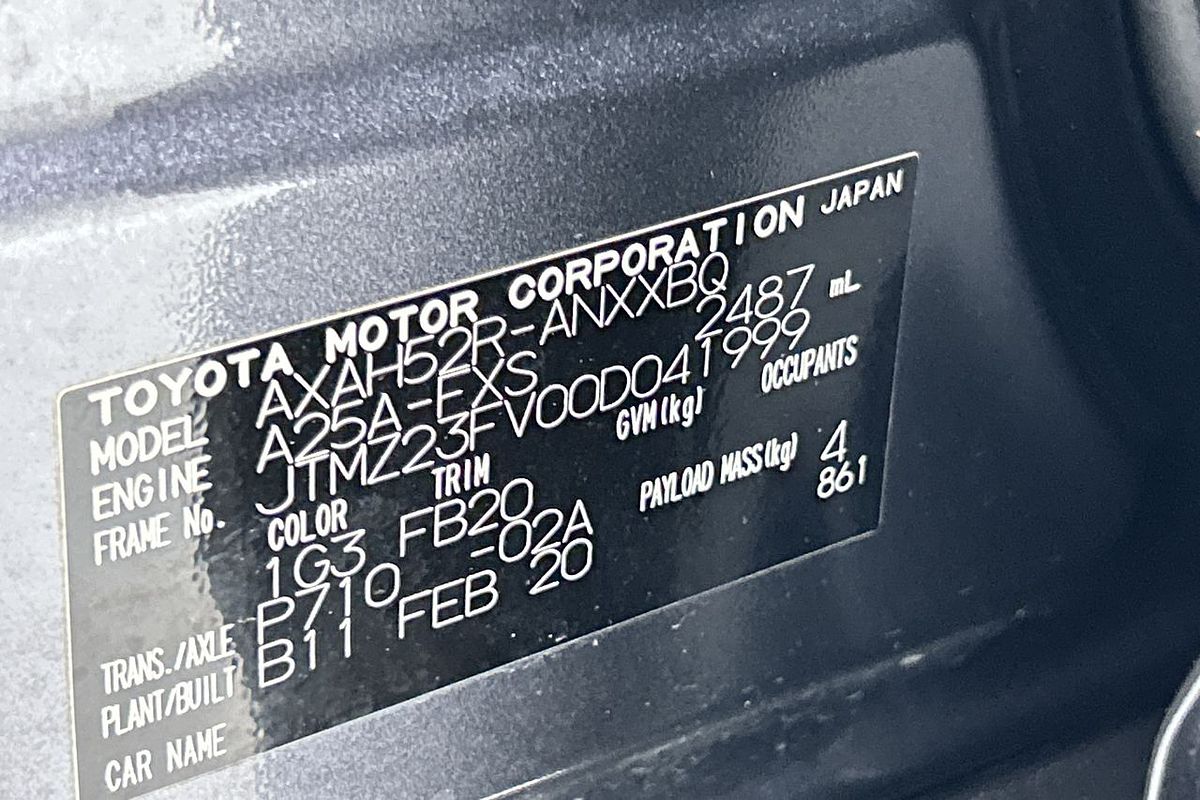 TOYOTA MOTOR CORPORATION JAPAN
MODEL AXAH52R-ANXXBQ
ENGINE A25A-FXS 2487 mL
FRAME No. JTMZ23FV00D041999
COLOR TRIM GVM(kg) OCCUPANTS
1G3 FB20 4
TRANS./AXLE P710 -02A PAYLOAD MASS(kg) 861
PLANT/BUILT B11 FEB 20
CAR NAME